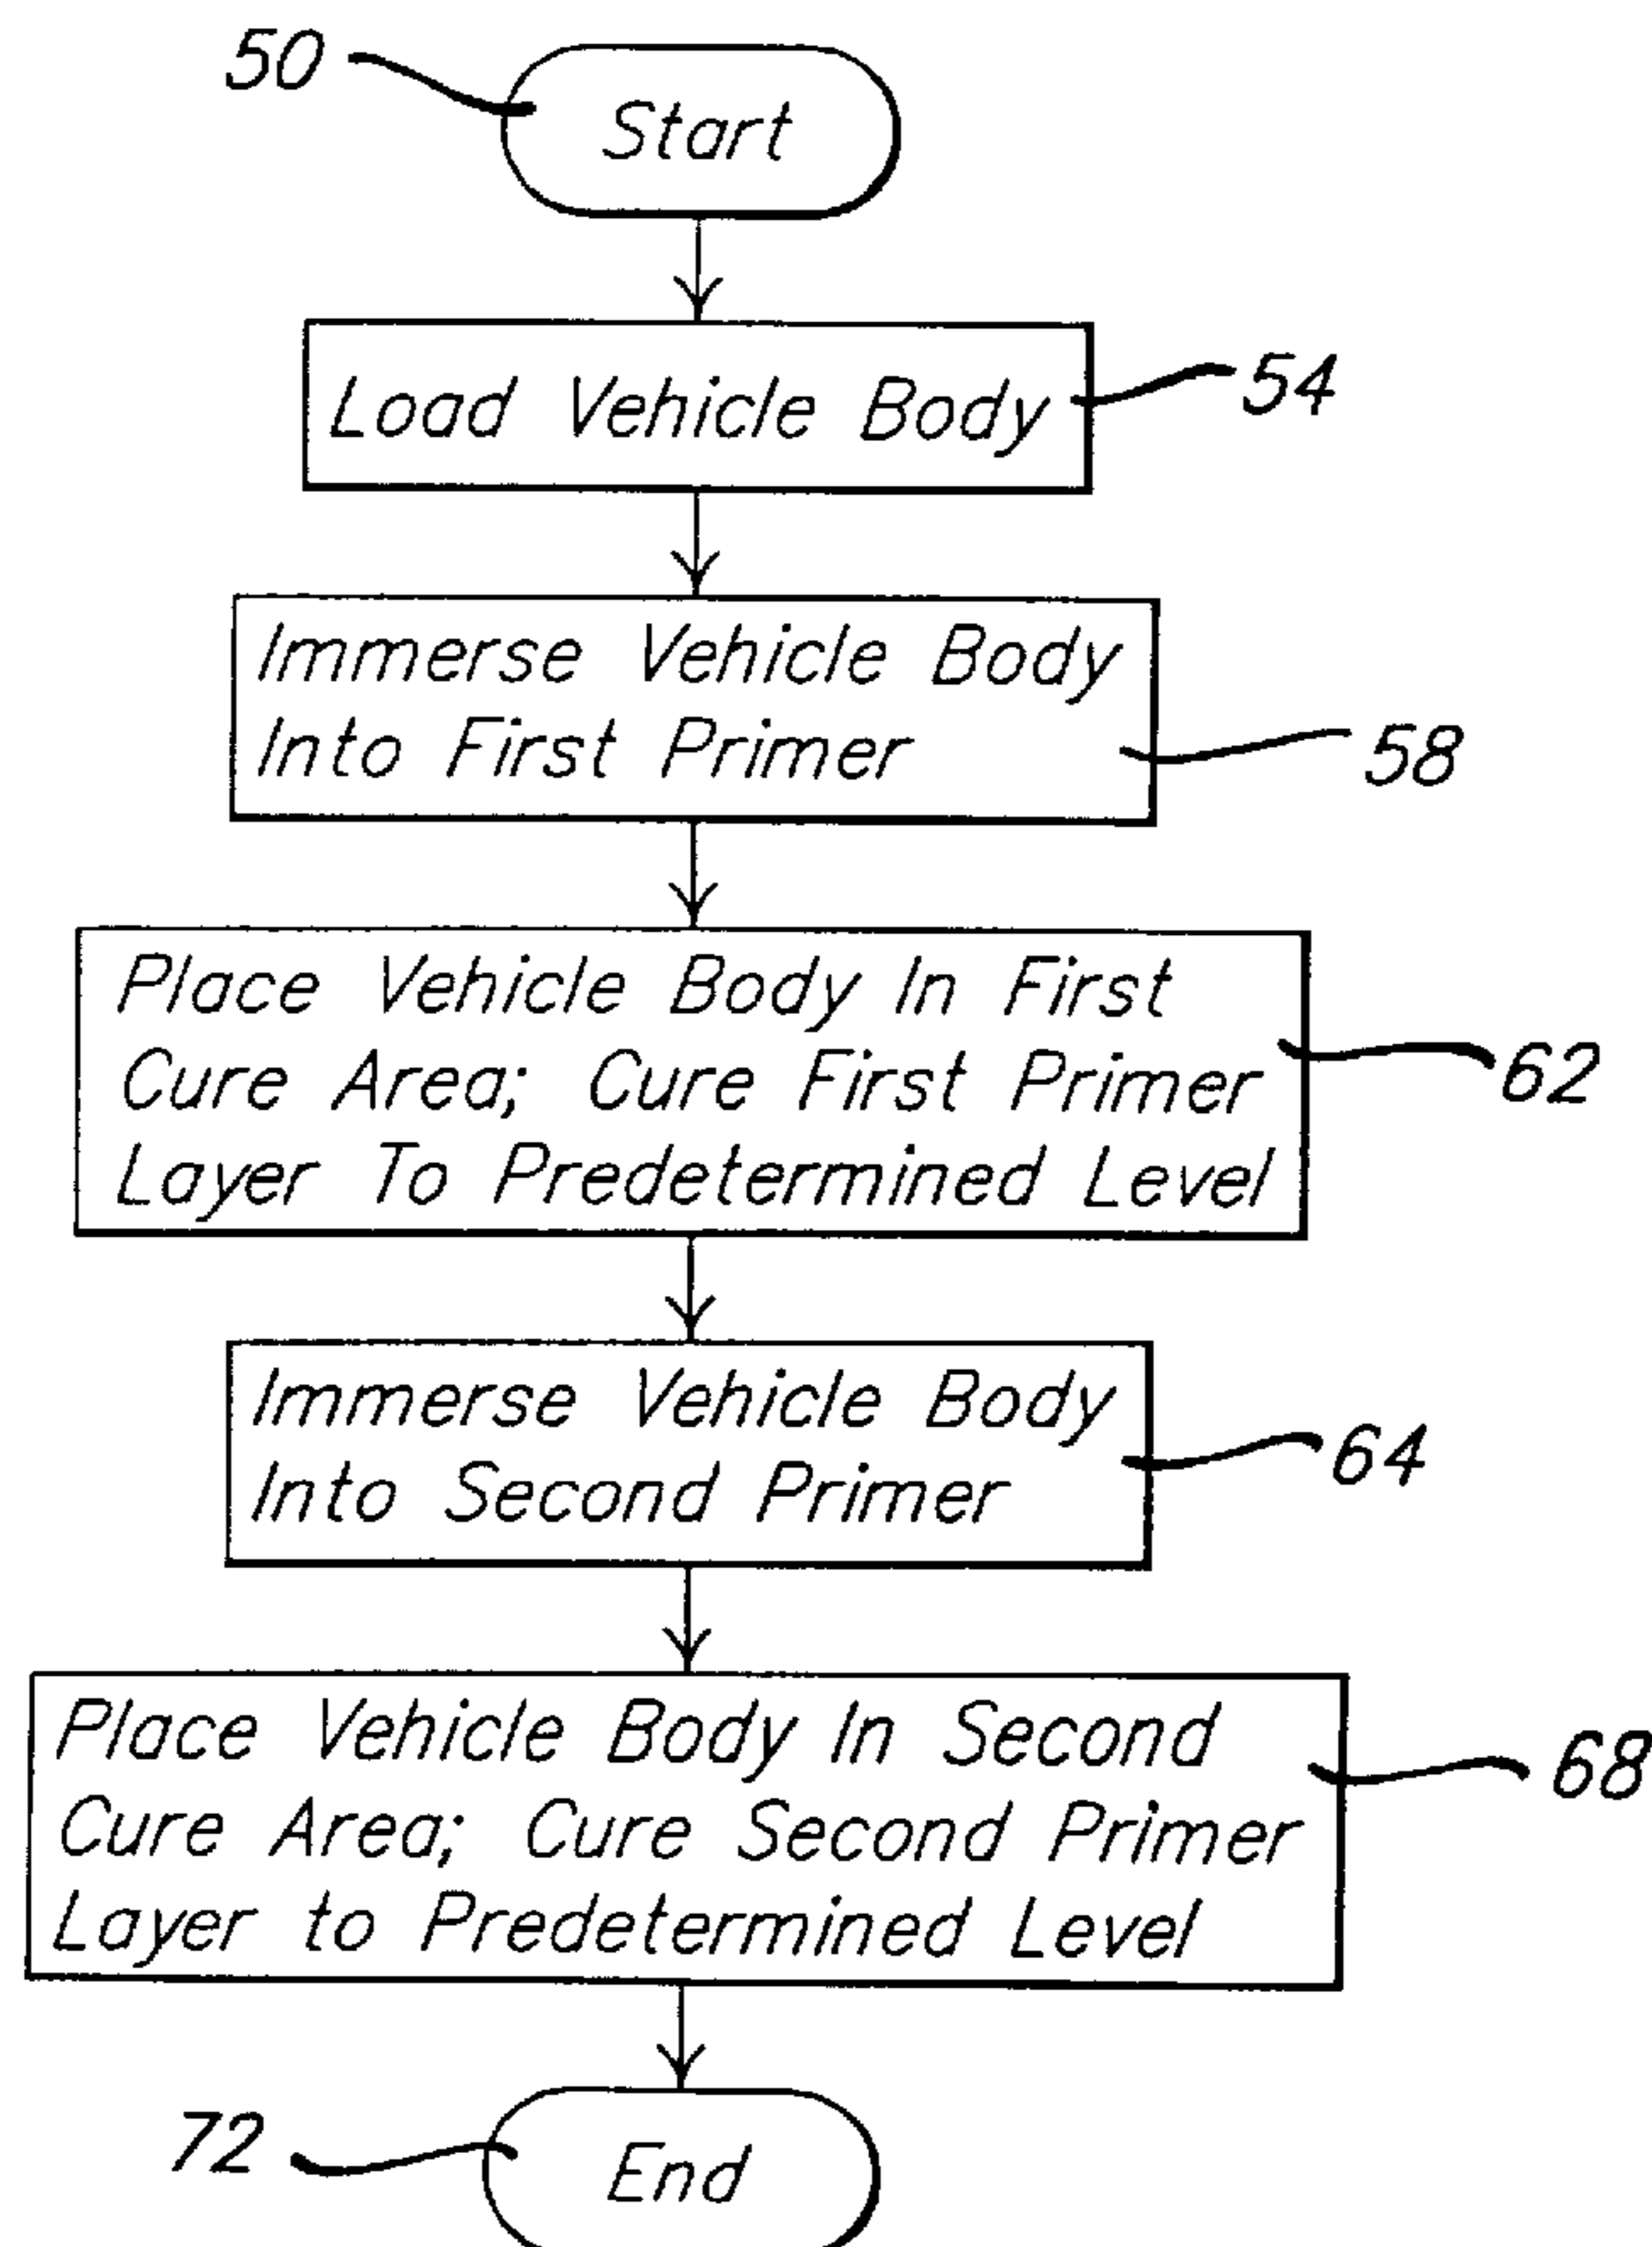 50
Start
Load Vehicle Body
54
Immerse Vehicle Body
Into First Primer
58
Place Vehicle Body In First
Cure Area; Cure First Primer
Layer To Predetermined Level
62
Immerse Vehicle Body
Into Second Primer
64
Place Vehicle Body In Second
Cure Area; Cure Second Primer
Layer to Predetermined Level
68
72
End